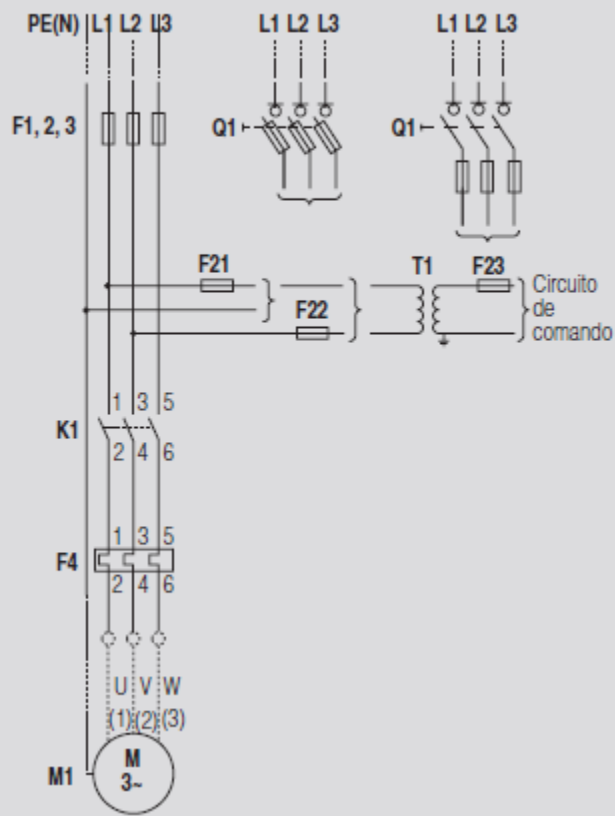 PE(N) L1 L2 L3 L1 L2 L3 L1 L2 L3
F1, 2, 3 Q1 Q1
F21 T1 F23
F22 Circuito
de
comando
1 3 5
K1
2 4 6
1 3 5
F4
2 4 6
U V W
(1) (2) (3)
M
3~
M1